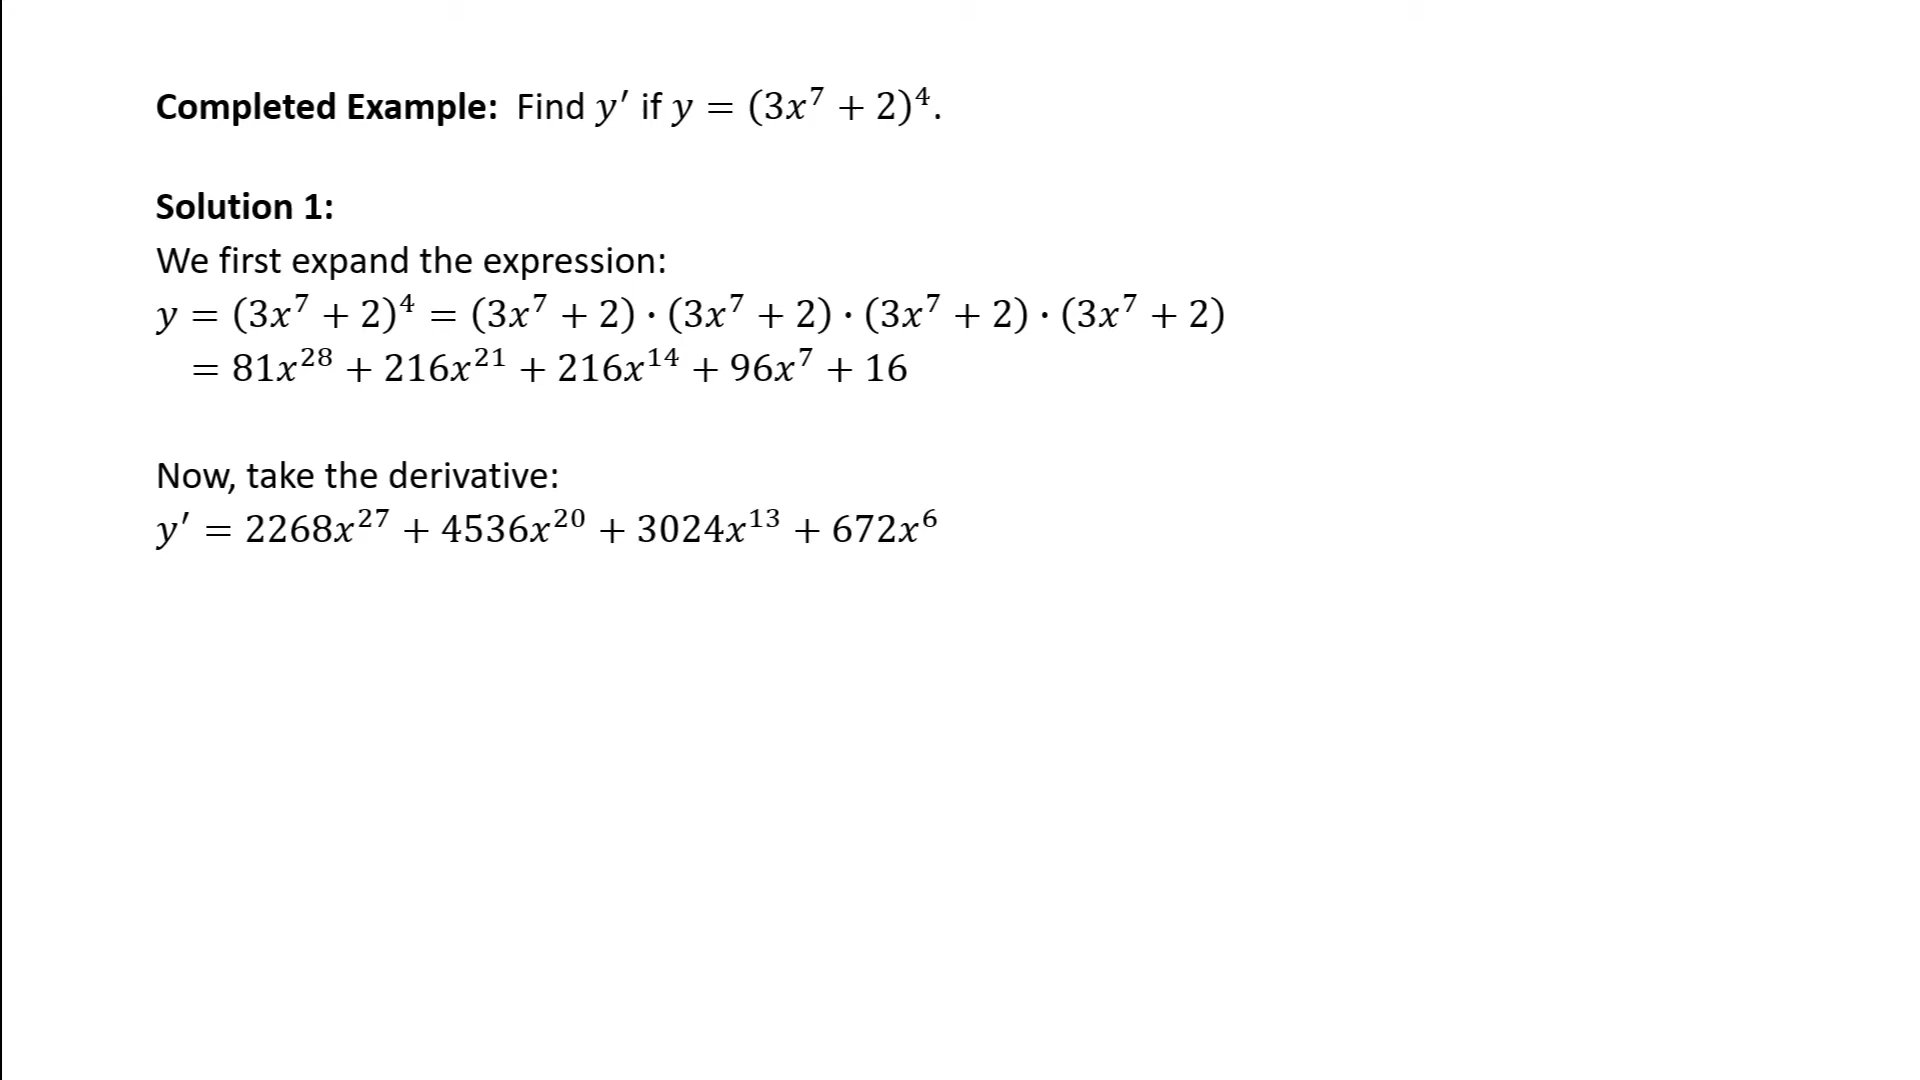 Completed Example: Find y′ if y = (3x⁷ + 2)⁴.
Solution 1:
We first expand the expression:
y = (3x⁷ + 2)⁴ = (3x⁷ + 2) · (3x⁷ + 2) · (3x⁷ + 2) · (3x⁷ + 2)
= 81x²⁸ + 216x²¹ + 216x¹⁴ + 96x⁷ + 16
Now, take the derivative:
y′ = 2268x²⁷ + 4536x²⁰ + 3024x¹³ + 672x⁶